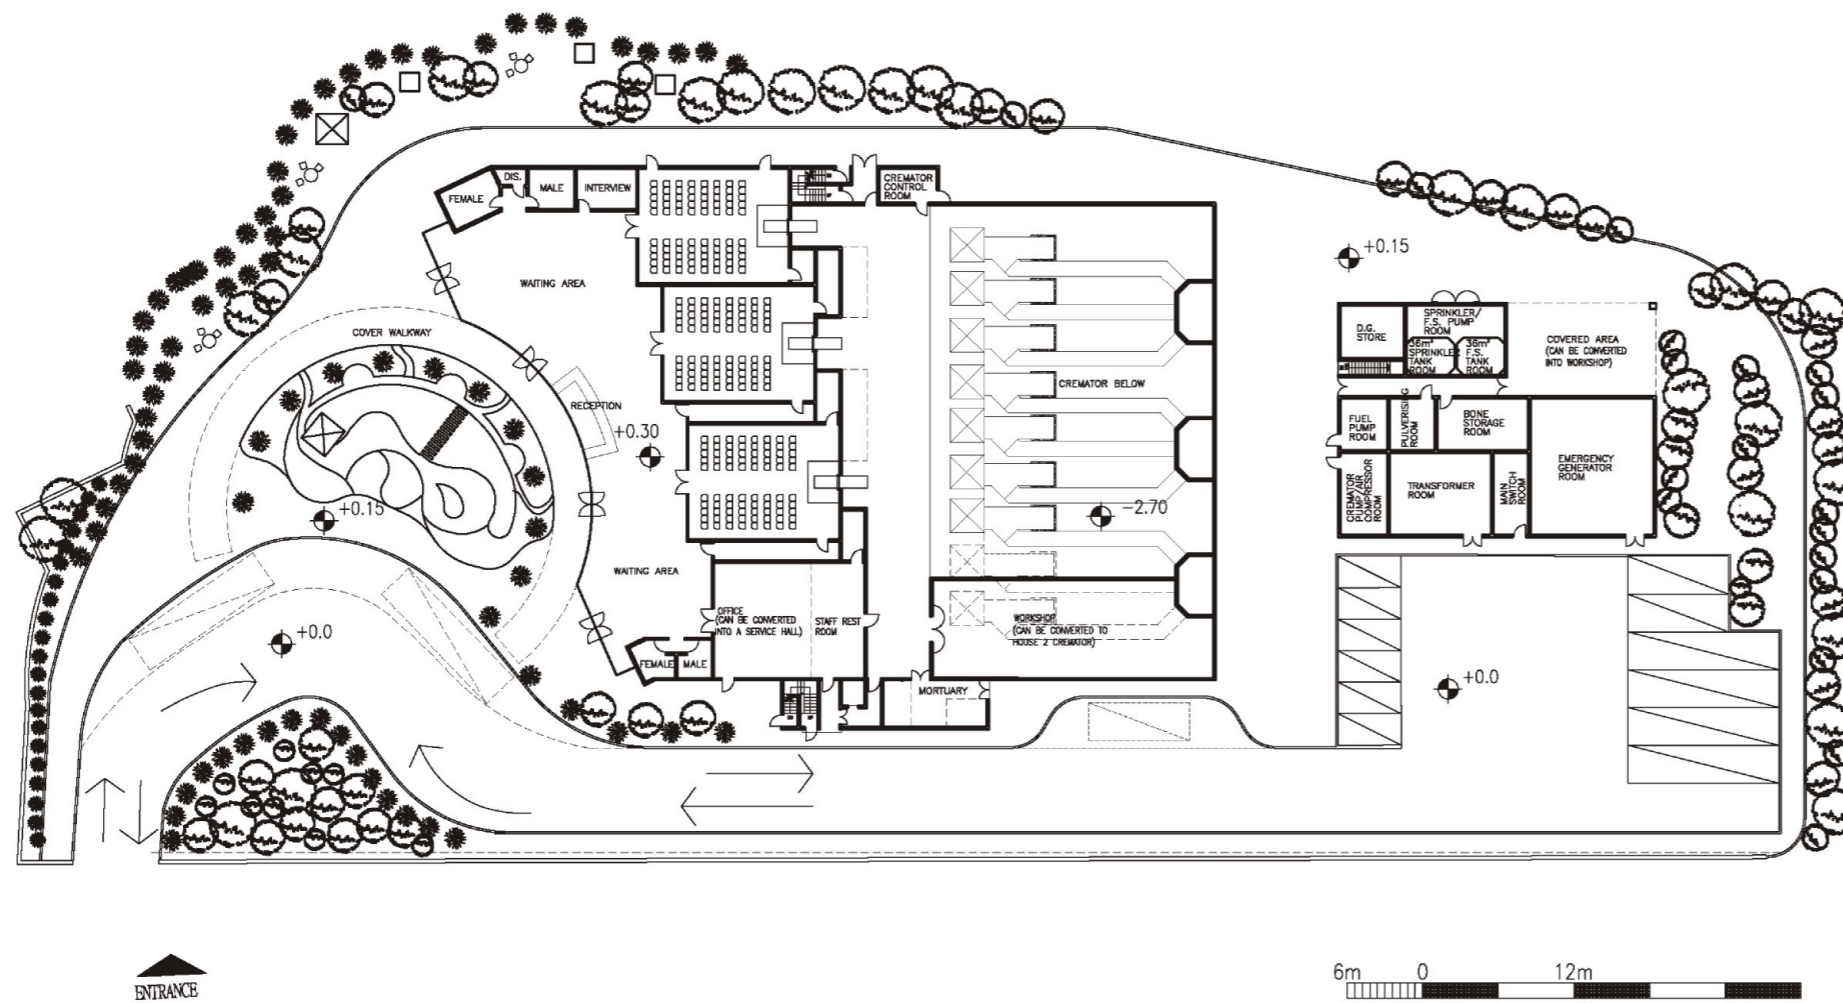 DIS.
MALE
INTERVIEW
FEMALE
CREMATOR
CONTROL
ROOM
WAITING AREA
COVER WALKWAY
RECEPTION
+0.30
+0.15
+0.0
WAITING AREA
OFFICE
(CAN BE CONVERTED
INTO A SERVICE HALL)
STAFF REST
ROOM
FEMALE
MALE
MORTUARY
CREMATOR BELOW
-2.70
WORKSHOP
(CAN BE CONVERTED TO
HOUSE 2 CREMATOR)
+0.15
D.G.
STORE
SPRINKLER/
F.S. PUMP
ROOM
36m³
SPRINKLER
TANK
ROOM
36m³
F.S.
TANK
ROOM
COVERED AREA
(CAN BE CONVERTED
INTO WORKSHOP)
FUEL
PUMP
ROOM
PULVERISING
ROOM
BONE
STORAGE
ROOM
EMERGENCY
GENERATOR
ROOM
CREMATOR
PUMP/AIR
COMPRESSOR
ROOM
TRANSFORMER
ROOM
MAIN
SWITCH
ROOM
+0.0
ENTRANCE
6m 0 12m